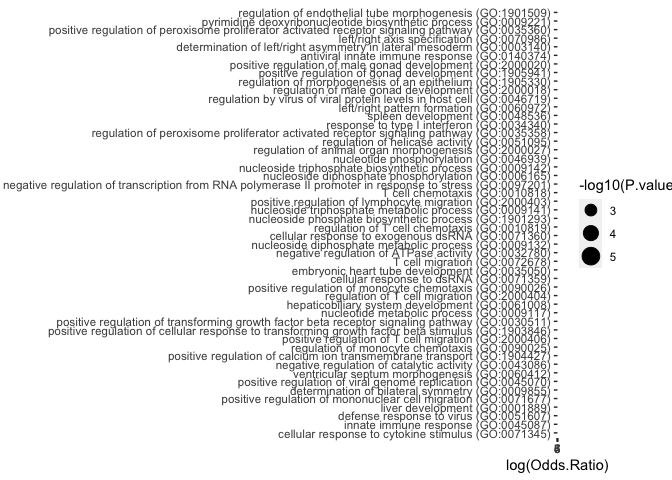 regulation of endothelial tube morphogenesis (GO:1901509)
pyrimidine deoxyribonucleotide biosynthetic process (GO:0009221)
positive regulation of peroxisome proliferator activated receptor signaling pathway (GO:0035360)
left/right axis specification (GO:0070986)
determination of left/right asymmetry in lateral mesoderm (GO:0003140)
antiviral innate immune response (GO:0140374)
positive regulation of male gonad development (GO:2000020)
positive regulation of gonad development (GO:1905941)
regulation of morphogenesis of an epithelium (GO:1905330)
regulation of male gonad development (GO:2000018)
regulation by virus of viral protein levels in host cell (GO:0046719)
left/right pattern formation (GO:0060972)
spleen development (GO:0048536)
response to type I interferon (GO:0034340)
regulation of peroxisome proliferator activated receptor signaling pathway (GO:0035358)
regulation of helicase activity (GO:0051095)
regulation of animal organ morphogenesis (GO:2000027)
nucleotide phosphorylation (GO:0046939)
nucleoside triphosphate biosynthetic process (GO:0009142)
nucleoside diphosphate phosphorylation (GO:0006165)
negative regulation of transcription from RNA polymerase II promoter in response to stress (GO:0097201)
T cell chemotaxis (GO:0010818)
positive regulation of lymphocyte migration (GO:2000403)
nucleoside triphosphate metabolic process (GO:0009141)
nucleoside phosphate biosynthetic process (GO:1901293)
regulation of T cell chemotaxis (GO:0010819)
cellular response to exogenous dsRNA (GO:0071360)
nucleoside diphosphate metabolic process (GO:0009132)
negative regulation of ATPase activity (GO:0032780)
T cell migration (GO:0072678)
embryonic heart tube development (GO:0035050)
cellular response to dsRNA (GO:0071359)
positive regulation of monocyte chemotaxis (GO:0090026)
regulation of T cell migration (GO:2000404)
hepaticobiliary system development (GO:0061008)
nucleotide metabolic process (GO:0009117)
positive regulation of transforming growth factor beta receptor signaling pathway (GO:0030511)
positive regulation of cellular response to transforming growth factor beta stimulus (GO:1903846)
positive regulation of T cell migration (GO:2000406)
regulation of monocyte chemotaxis (GO:0090025)
positive regulation of calcium ion transmembrane transport (GO:1904427)
negative regulation of catalytic activity (GO:0043086)
ventricular septum morphogenesis (GO:0060412)
positive regulation of viral genome replication (GO:0045070)
determination of bilateral symmetry (GO:0009855)
positive regulation of mononuclear cell migration (GO:0071677)
liver development (GO:0001889)
defense response to virus (GO:0051607)
innate immune response (GO:0045087)
cellular response to cytokine stimulus (GO:0071345)
log(Odds.Ratio)
-log10(P.value
3
4
5